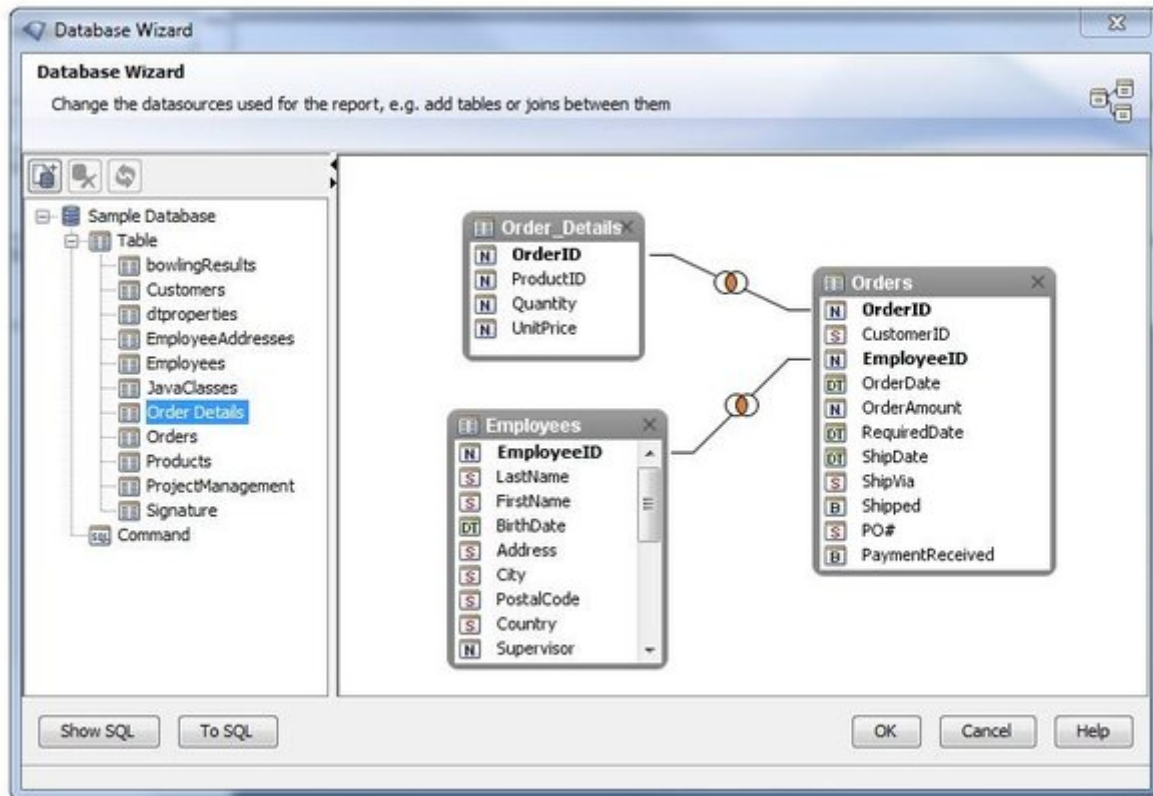 Database Wizard
Database Wizard
Change the datasources used for the report, e.g. add tables or joins between them
Sample Database
Table
bowlingResults
Customers
dtproperties
EmployeeAddresses
Employees
JavaClasses
Order Details
Orders
Products
ProjectManagement
Signature
SQL Command
Order_Details
N OrderID
N ProductID
N Quantity
N UnitPrice
Employees
N EmployeeID
S LastName
S FirstName
DT BirthDate
S Address
S City
S PostalCode
S Country
N Supervisor
Orders
N OrderID
S CustomerID
N EmployeeID
DT OrderDate
N OrderAmount
DT RequiredDate
DT ShipDate
S ShipVia
B Shipped
S PO#
B PaymentReceived
Show SQL
To SQL
OK
Cancel
Help